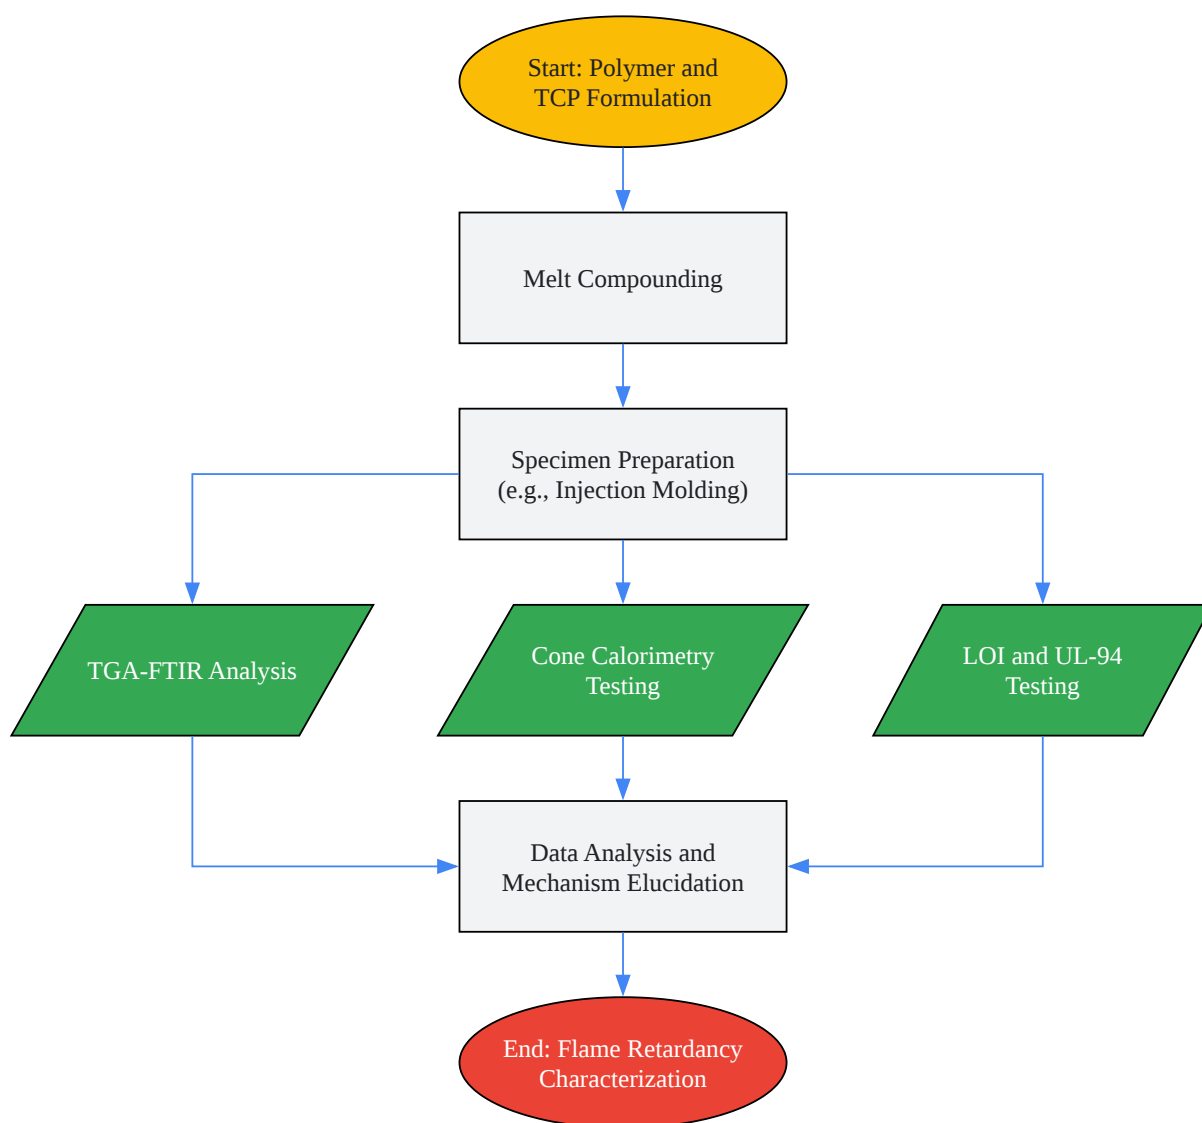 Start: Polymer and
TCP Formulation
Melt Compounding
Specimen Preparation
(e.g., Injection Molding)
TGA-FTIR Analysis
Cone Calorimetry
Testing
LOI and UL-94
Testing
Data Analysis and
Mechanism Elucidation
End: Flame Retardancy
Characterization